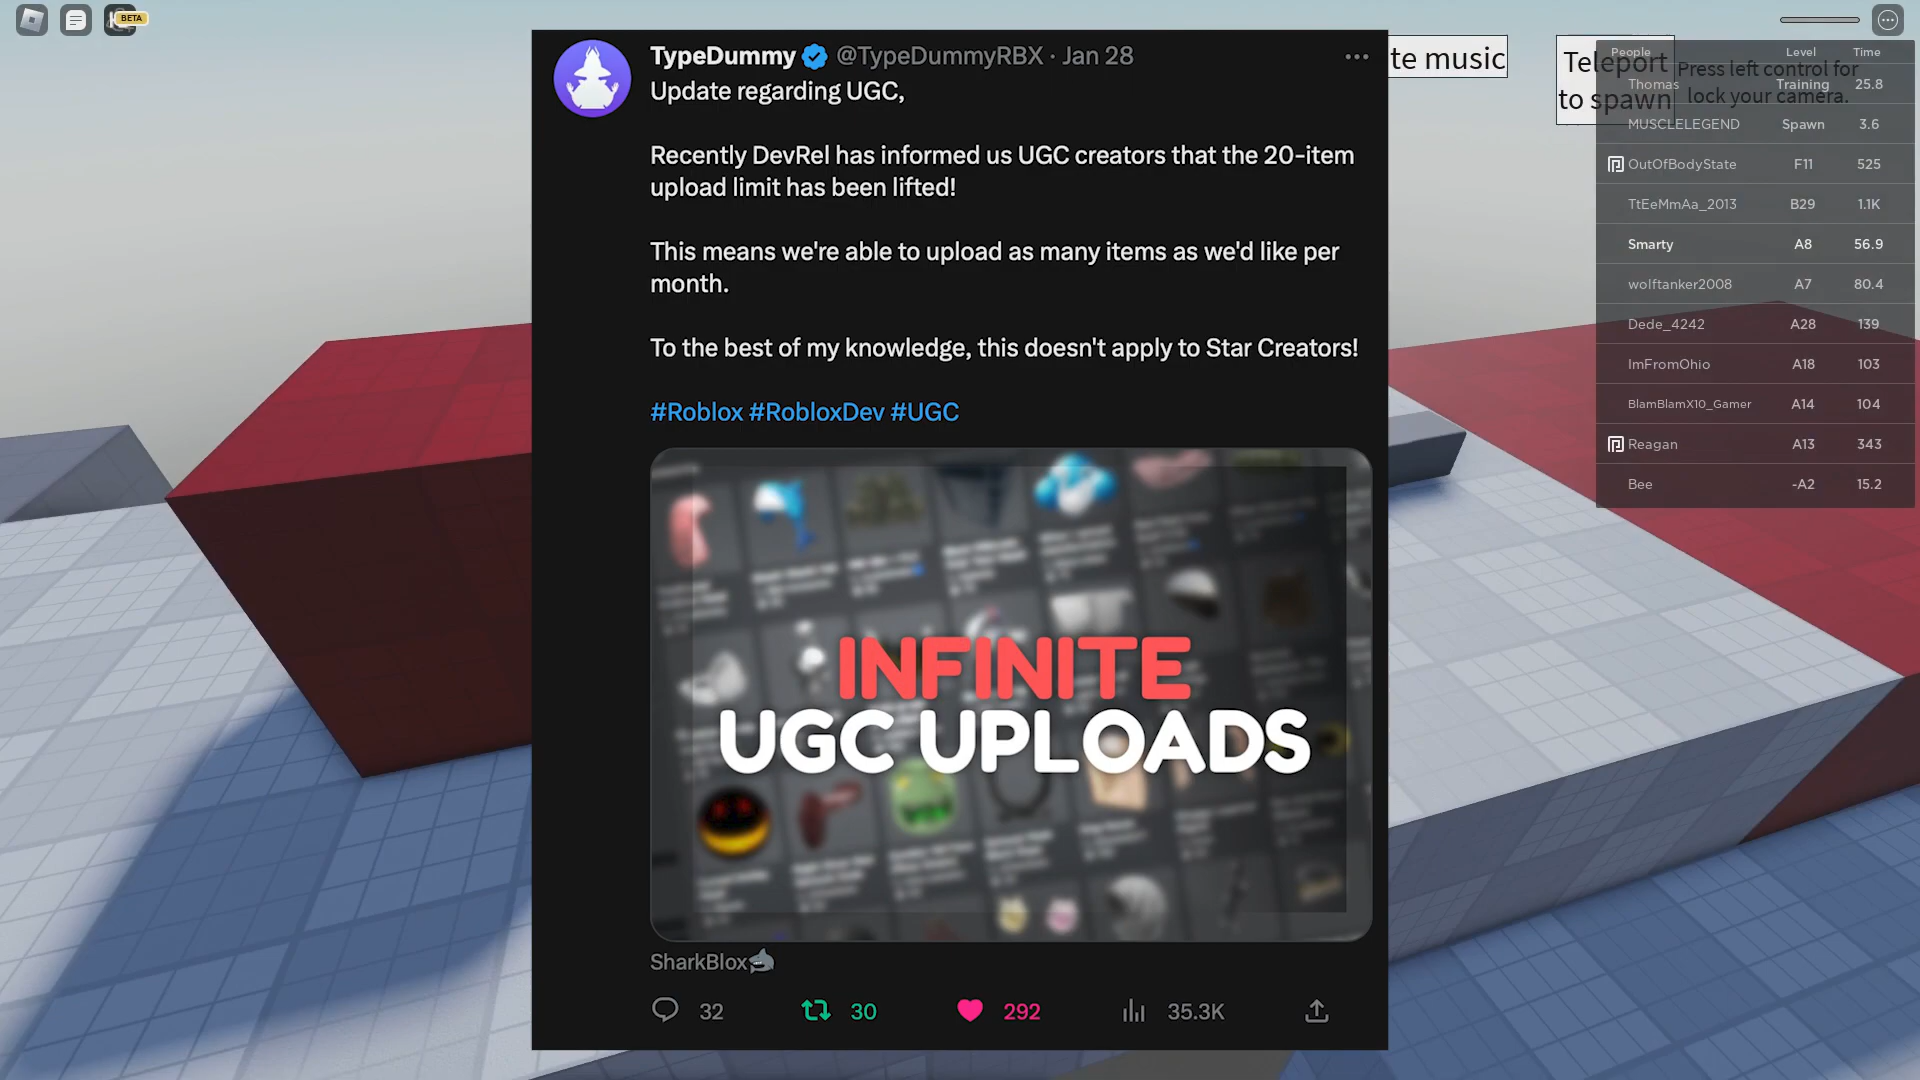 BETA
TypeDummy @TypeDummyRBX · Jan 28
Update regarding UGC,
Recently DevRel has informed us UGC creators that the 20-item
upload limit has been lifted!
This means we're able to upload as many items as we'd like per
month.
To the best of my knowledge, this doesn't apply to Star Creators!
#Roblox #RobloxDev #UGC
INFINITE
UGC UPLOADS
SharkBlox
32 30 292 35.3K
te music
Teleport
to spawn
Press left control for
lock your camera.
People Level Time
Thomas Training 25.8
MUSCLELEGEND Spawn 3.6
OutOfBodyState F11 525
TtEeMmAa_2013 B29 1.1K
Smarty A8 56.9
wolftanker2008 A7 80.4
Dede_4242 A28 139
ImFromOhio A18 103
BlamBlamX10_Gamer A14 104
Reagan A13 343
Bee -A2 15.2